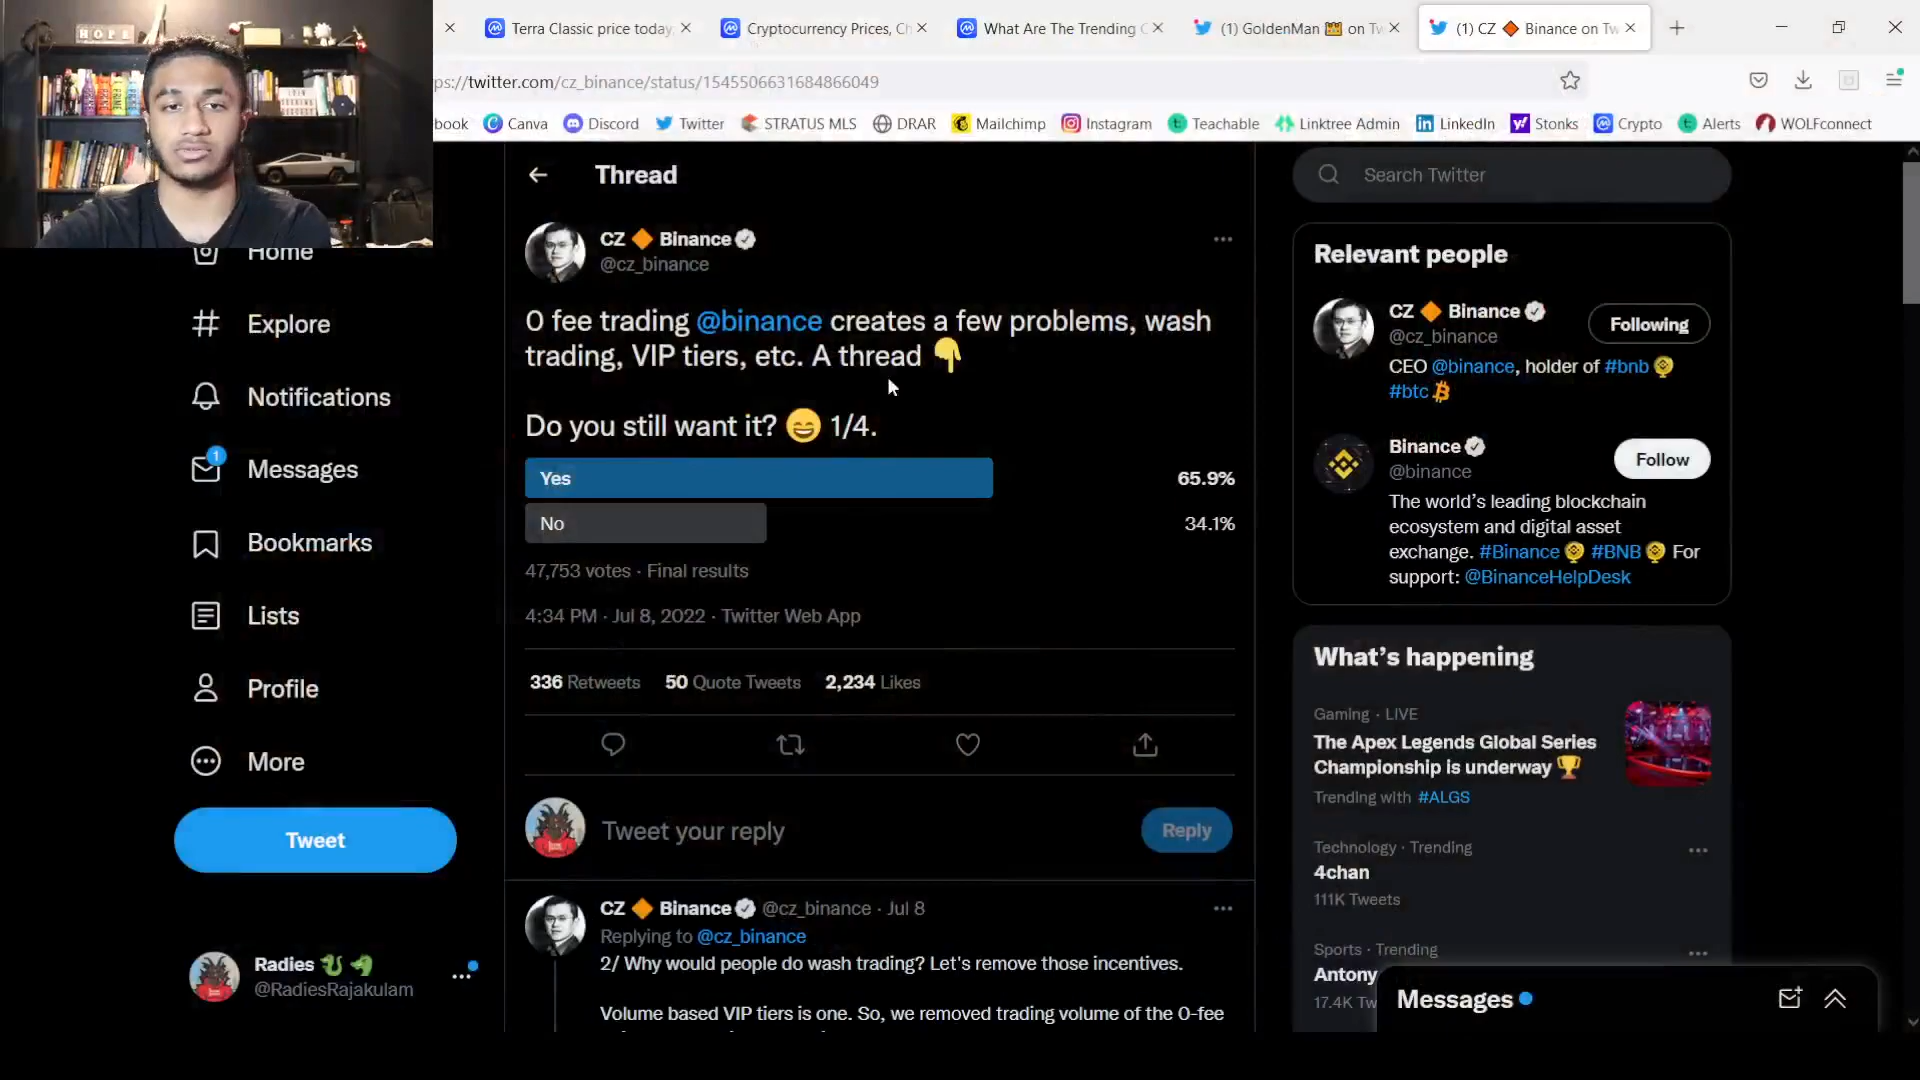 HOPE
Terra Classic price today,
Cryptocurrency Prices, Ch
What Are The Trending C
(1) GoldenMan 👑 on Tw
(1) CZ 🔶 Binance on Tw
ps://twitter.com/cz_binance/status/1545506631684866049
book
Canva
Discord
Twitter
STRATUS MLS
DRAR
Mailchimp
Instagram
Teachable
Linktree Admin
LinkedIn
Stonks
Crypto
Alerts
WOLFconnect
Home
Explore
Notifications
1
Messages
Bookmarks
Lists
Profile
More
Tweet
Radies 🐉 🐲
@RadiesRajakulam
Thread
CZ 🔶 Binance
@cz_binance
0 fee trading @binance creates a few problems, wash
trading, VIP tiers, etc. A thread 👇
Do you still want it? 😄 1/4.
Yes 65.9%
No 34.1%
47,753 votes · Final results
4:34 PM · Jul 8, 2022 · Twitter Web App
336 Retweets 50 Quote Tweets 2,234 Likes
Tweet your reply
Reply
CZ 🔶 Binance @cz_binance · Jul 8
Replying to @cz_binance
2/ Why would people do wash trading? Let's remove those incentives.
Volume based VIP tiers is one. So, we removed trading volume of the 0-fee
Search Twitter
Relevant people
CZ 🔶 Binance
@cz_binance
Following
CEO @binance, holder of #bnb
#btc
Binance
@binance
Follow
The world’s leading blockchain
ecosystem and digital asset
exchange. #Binance #BNB For
support: @BinanceHelpDesk
What’s happening
Gaming · LIVE
The Apex Legends Global Series
Championship is underway 🏆
Trending with #ALGS
Technology · Trending
4chan
111K Tweets
Sports · Trending
Antony
17.4K Tw
Messages